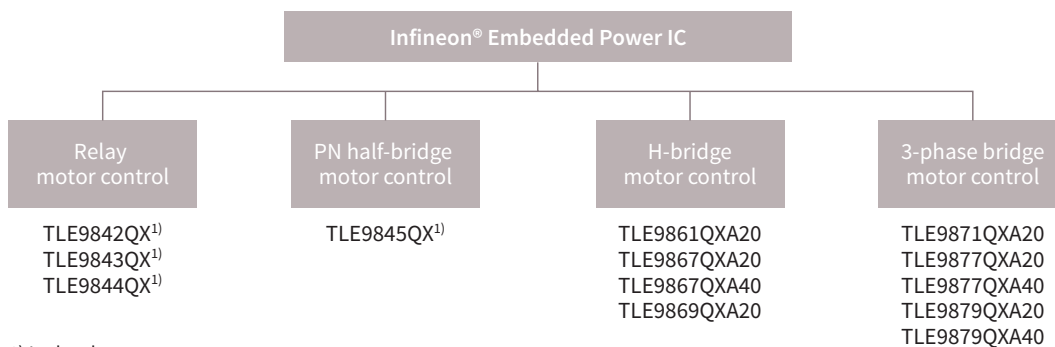 Infineon® Embedded Power IC
Relay
motor control
PN half-bridge
motor control
H-bridge
motor control
3-phase bridge
motor control
TLE9842QX1)
TLE9843QX1)
TLE9844QX1)
TLE9845QX1)
TLE9861QXA20
TLE9867QXA20
TLE9867QXA40
TLE9869QXA20
TLE9871QXA20
TLE9877QXA20
TLE9877QXA40
TLE9879QXA20
TLE9879QXA40